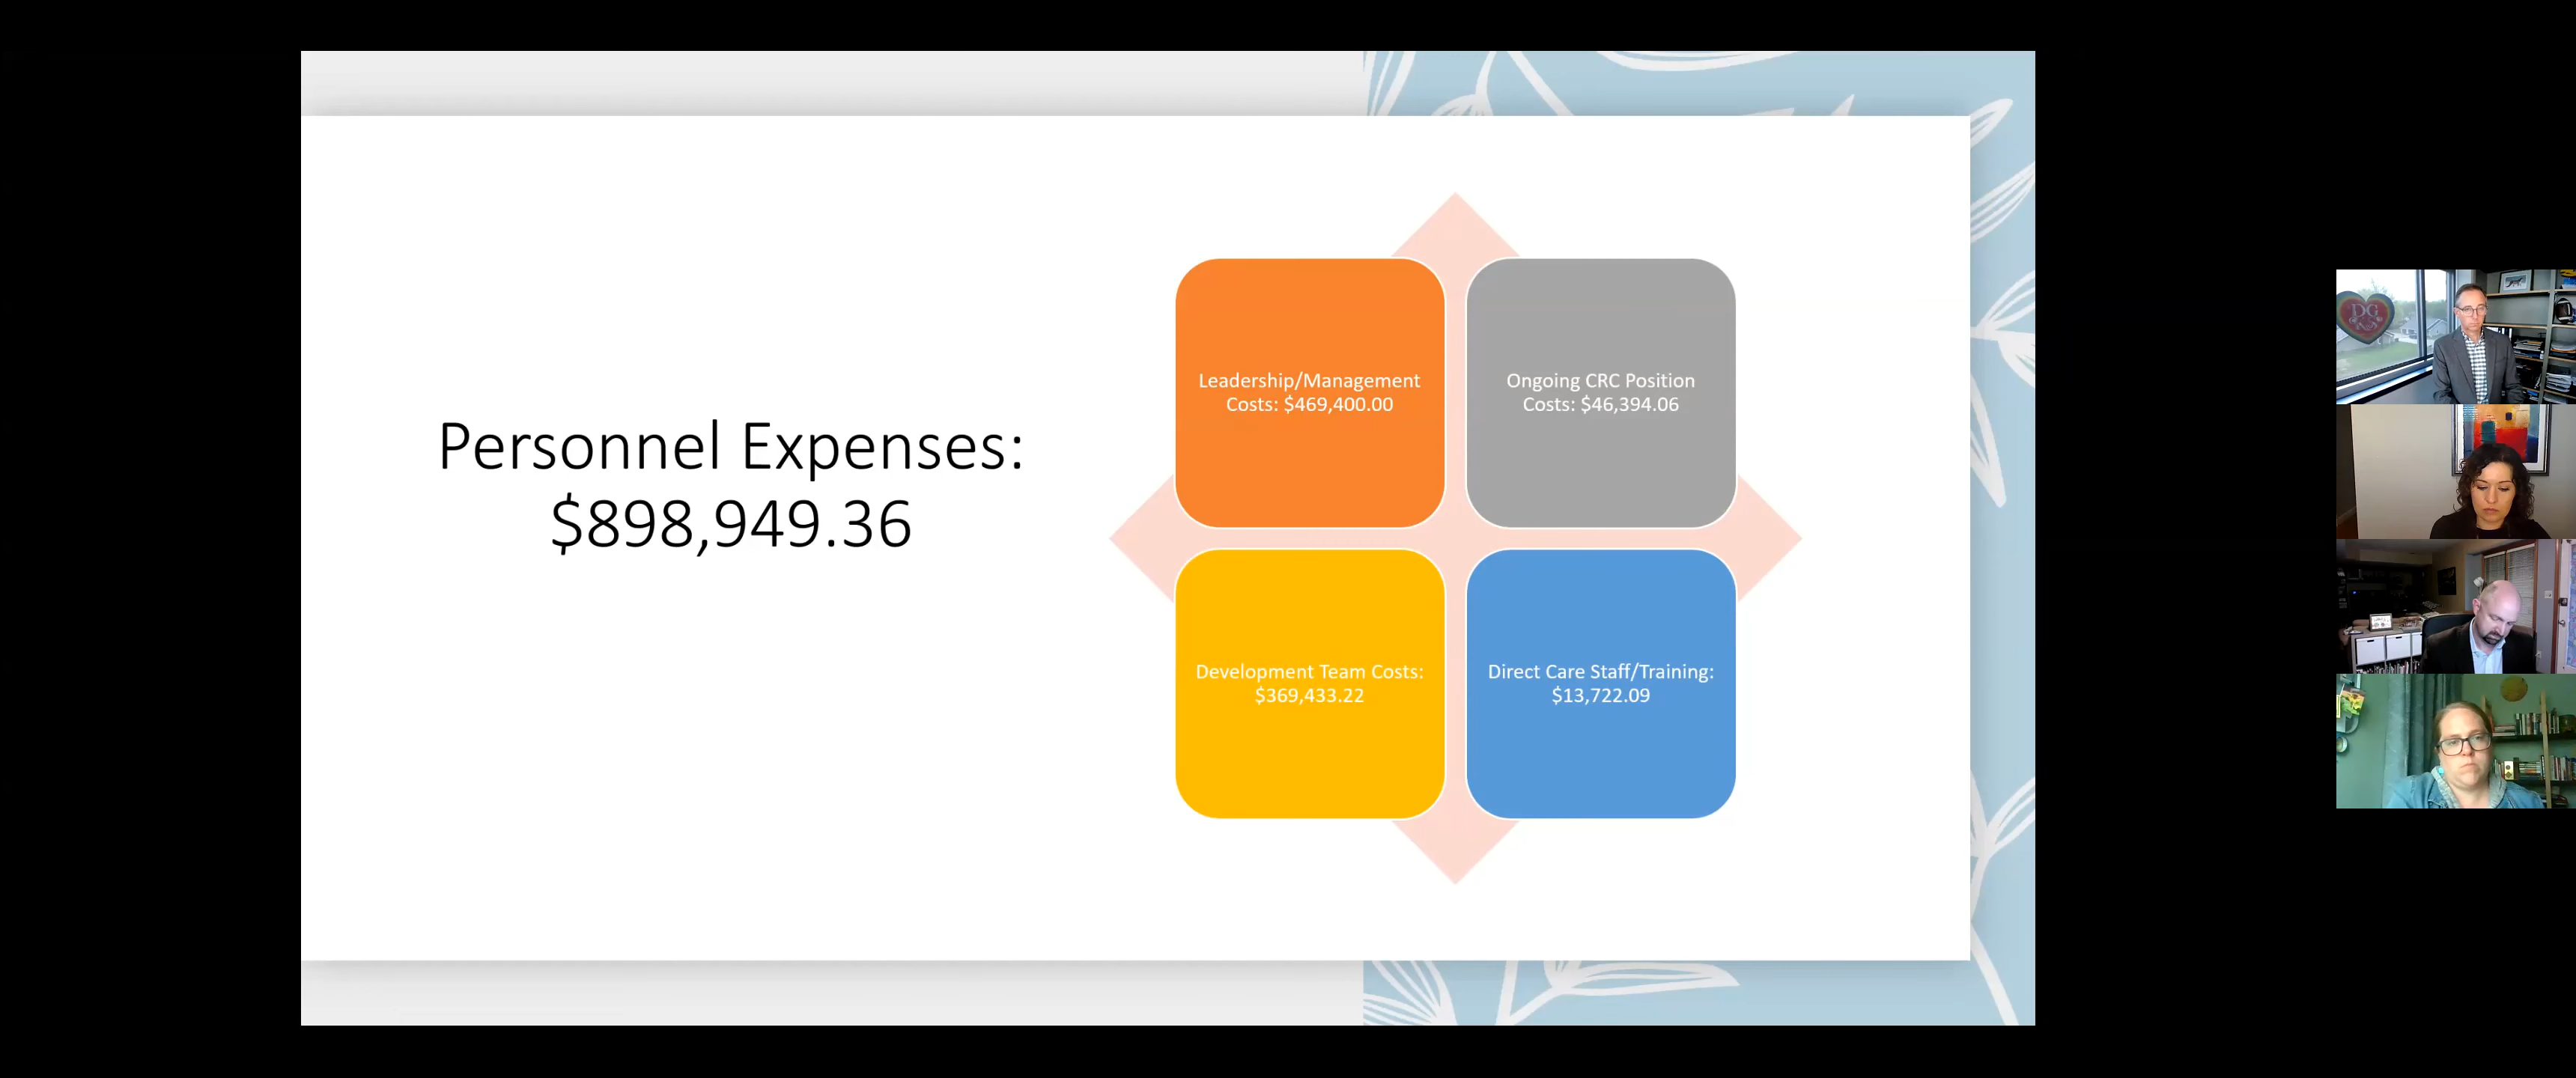 Personnel Expenses:
$898,949.36
Leadership/Management
Costs: $469,400.00
Ongoing CRC Position
Costs: $46,394.06
Development Team Costs:
$369,433.22
Direct Care Staff/Training:
$13,722.09
DG